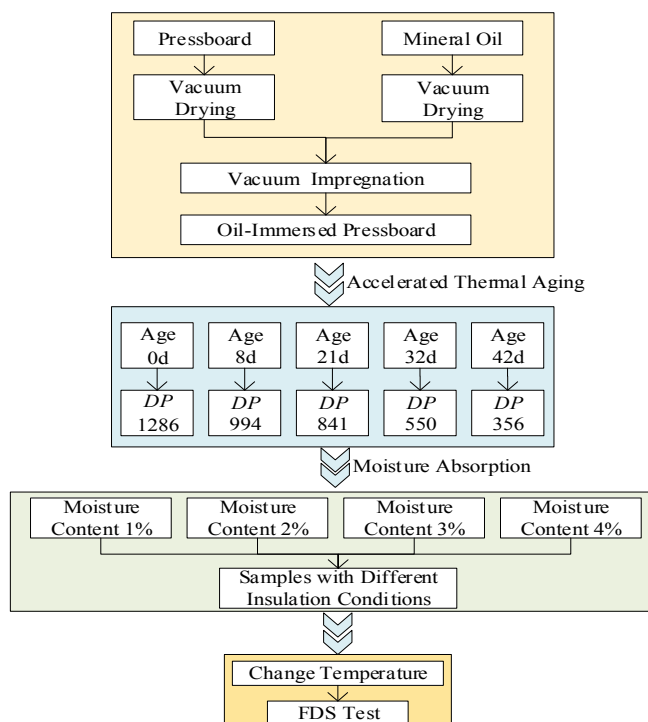 Pressboard
Mineral Oil
Vacuum
Drying
Vacuum
Drying
Vacuum Impregnation
Oil-Immersed Pressboard
Accelerated Thermal Aging
Age
0d
Age
8d
Age
21d
Age
32d
Age
42d
DP
1286
DP
994
DP
841
DP
550
DP
356
Moisture Absorption
Moisture
Content 1%
Moisture
Content 2%
Moisture
Content 3%
Moisture
Content 4%
Samples with Different
Insulation Conditions
Change Temperature
FDS Test